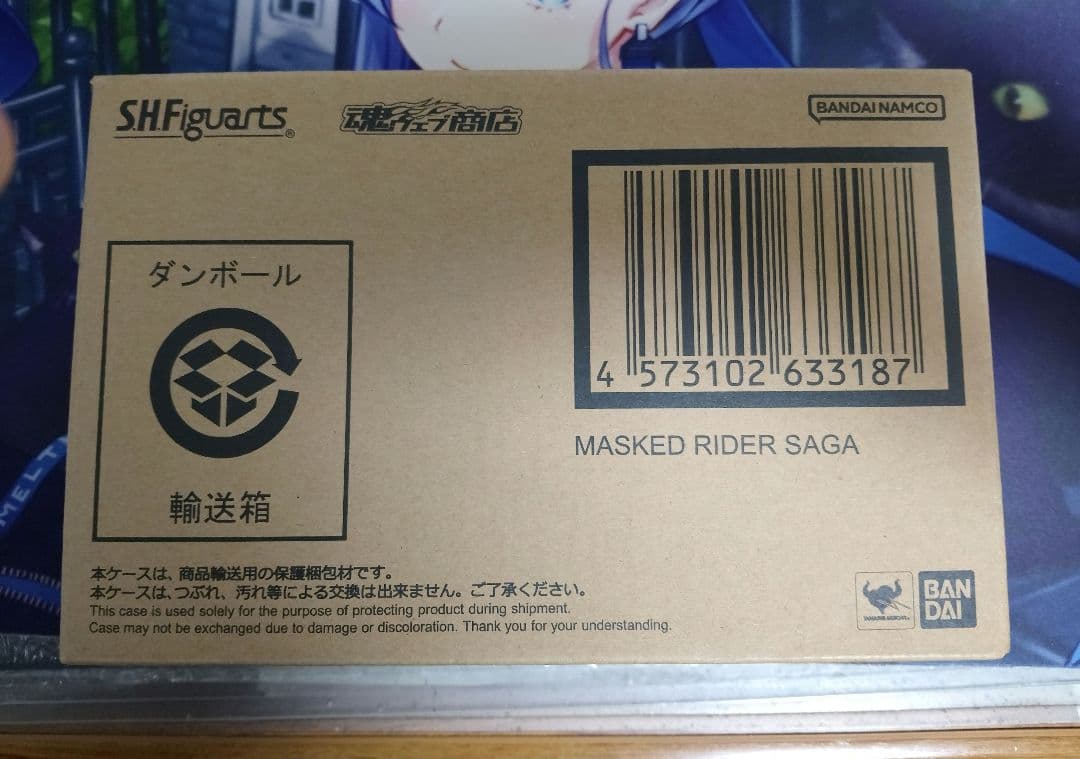 S.H.Figuarts®
魂ウェブ商店
BANDAI NAMCO
ダンボール
輸送箱
4 573102 633187
MASKED RIDER SAGA
本ケースは、商品輸送用の保護梱包材です。
本ケースは、つぶれ、汚れ等による交換は出来ません。ご了承ください。
This case is used solely for the purpose of protecting product during shipment.
Case may not be exchanged due to damage or discoloration. Thank you for your understanding.
BAN
DAI
MELT